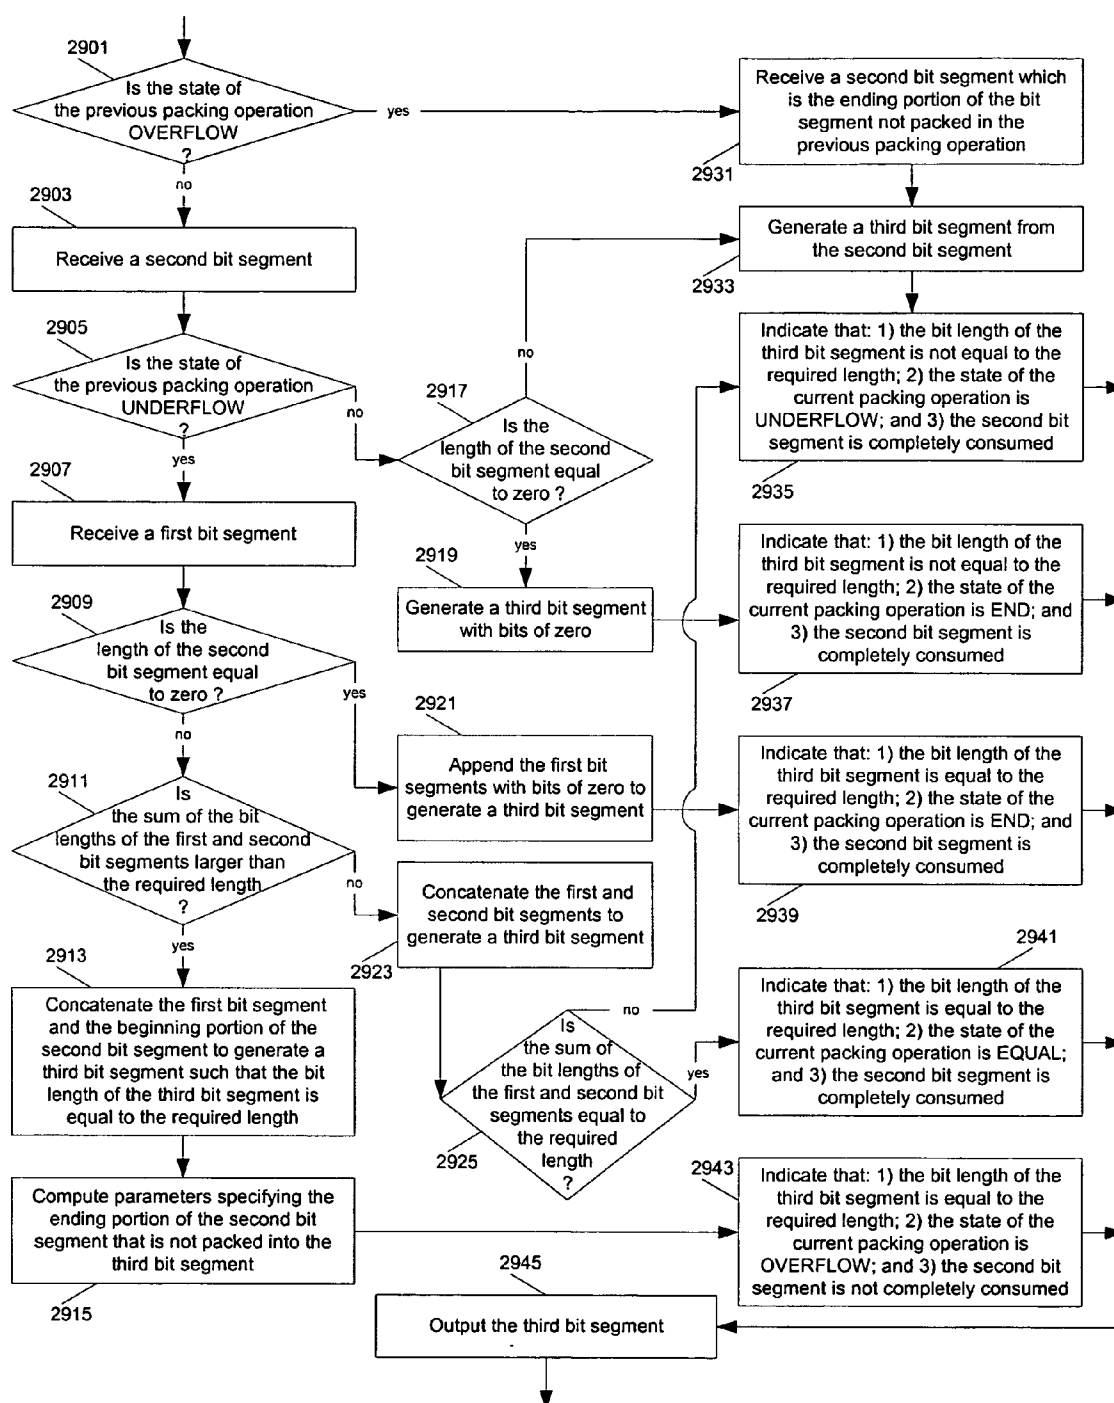 2901
Is the state of
the previous packing operation
OVERFLOW
?
yes
no
2903
Receive a second bit segment
2905
Is the state of
the previous packing operation
UNDERFLOW
?
no
yes
2907
Receive a first bit segment
2909
Is the
length of the second
bit segment equal
to zero ?
yes
no
2911
Is
the sum of the bit
lengths of the first and second
bit segments larger than
the required length
?
no
yes
2913
Concatenate the first bit segment
and the beginning portion of the
second bit segment to generate a
third bit segment such that the bit
length of the third bit segment is
equal to the required length
Compute parameters specifying the
ending portion of the second bit
segment that is not packed into the
third bit segment
2915
2917
Is the
length of the second
bit segment equal
to zero ?
no
yes
2919
Generate a third bit segment
with bits of zero
2921
Append the first bit
segments with bits of zero to
generate a third bit segment
Concatenate the first and
second bit segments to
generate a third bit segment
2923
Is
the sum of
the bit lengths of
the first and second bit
segments equal to
the required
length
?
no
yes
2925
Receive a second bit segment which
is the ending portion of the bit
segment not packed in the
previous packing operation
2931
Generate a third bit segment from
the second bit segment
2933
Indicate that: 1) the bit length of the
third bit segment is not equal to the
required length; 2) the state of the
current packing operation is
UNDERFLOW; and 3) the second bit
segment is completely consumed
2935
Indicate that: 1) the bit length of the
third bit segment is not equal to the
required length; 2) the state of the
current packing operation is END; and
3) the second bit segment is
completely consumed
2937
Indicate that: 1) the bit length of the
third bit segment is equal to the
required length; 2) the state of the
current packing operation is END; and
3) the second bit segment is
completely consumed
2939
2941
Indicate that: 1) the bit length of the
third bit segment is equal to the
required length; 2) the state of the
current packing operation is EQUAL;
and 3) the second bit segment is
completely consumed
2943
Indicate that: 1) the bit length of the
third bit segment is equal to the
required length; 2) the state of the
current packing operation is
OVERFLOW; and 3) the second bit
segment is not completely consumed
2945
Output the third bit segment